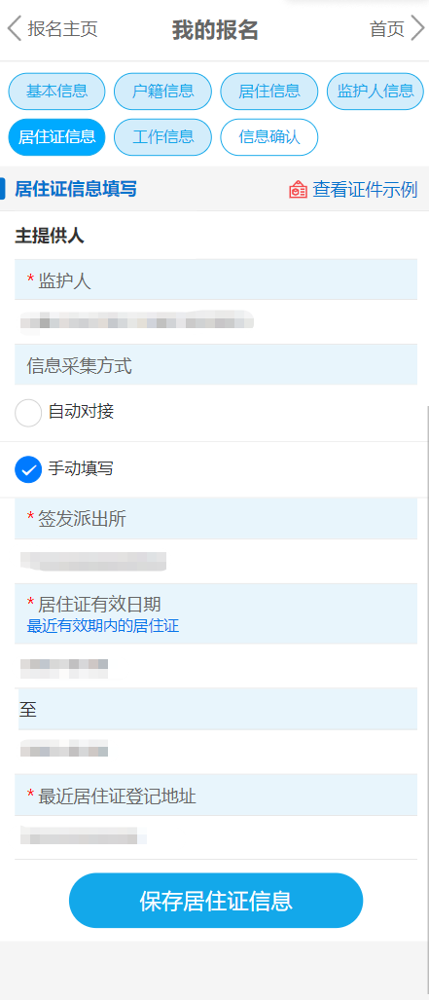 报名主页 我的报名 首页
基本信息 户籍信息 居住信息 监护人信息
居住证信息 工作信息 信息确认
居住证信息填写 查看证件示例
主提供人
* 监护人
信息采集方式
自动对接
手动填写
* 签发派出所
* 居住证有效日期
最近有效期内的居住证
至
* 最近居住证登记地址
保存居住证信息